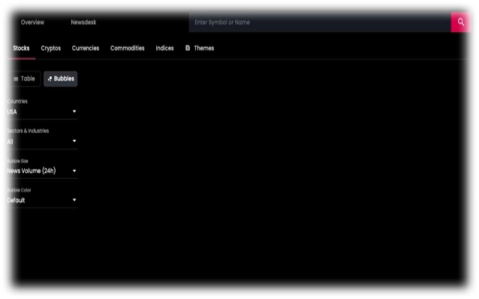 Overview Newsdesk Enter Symbol or Name
Stocks Cryptos Currencies Commodities Indices Themes
Table Bubbles
Countries
USA
Sectors & Industries
All
Bubble Size
News Volume (24h)
Bubble Color
Default